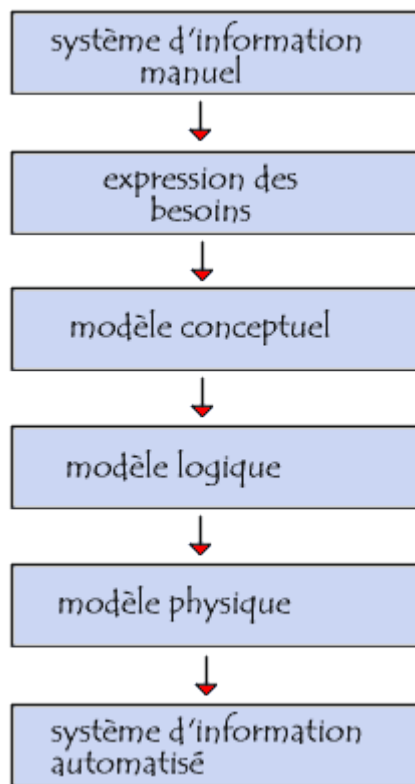 système d'information
manuel
expression des
besoins
modèle conceptuel
modèle logique
modèle physique
système d'information
automatisé